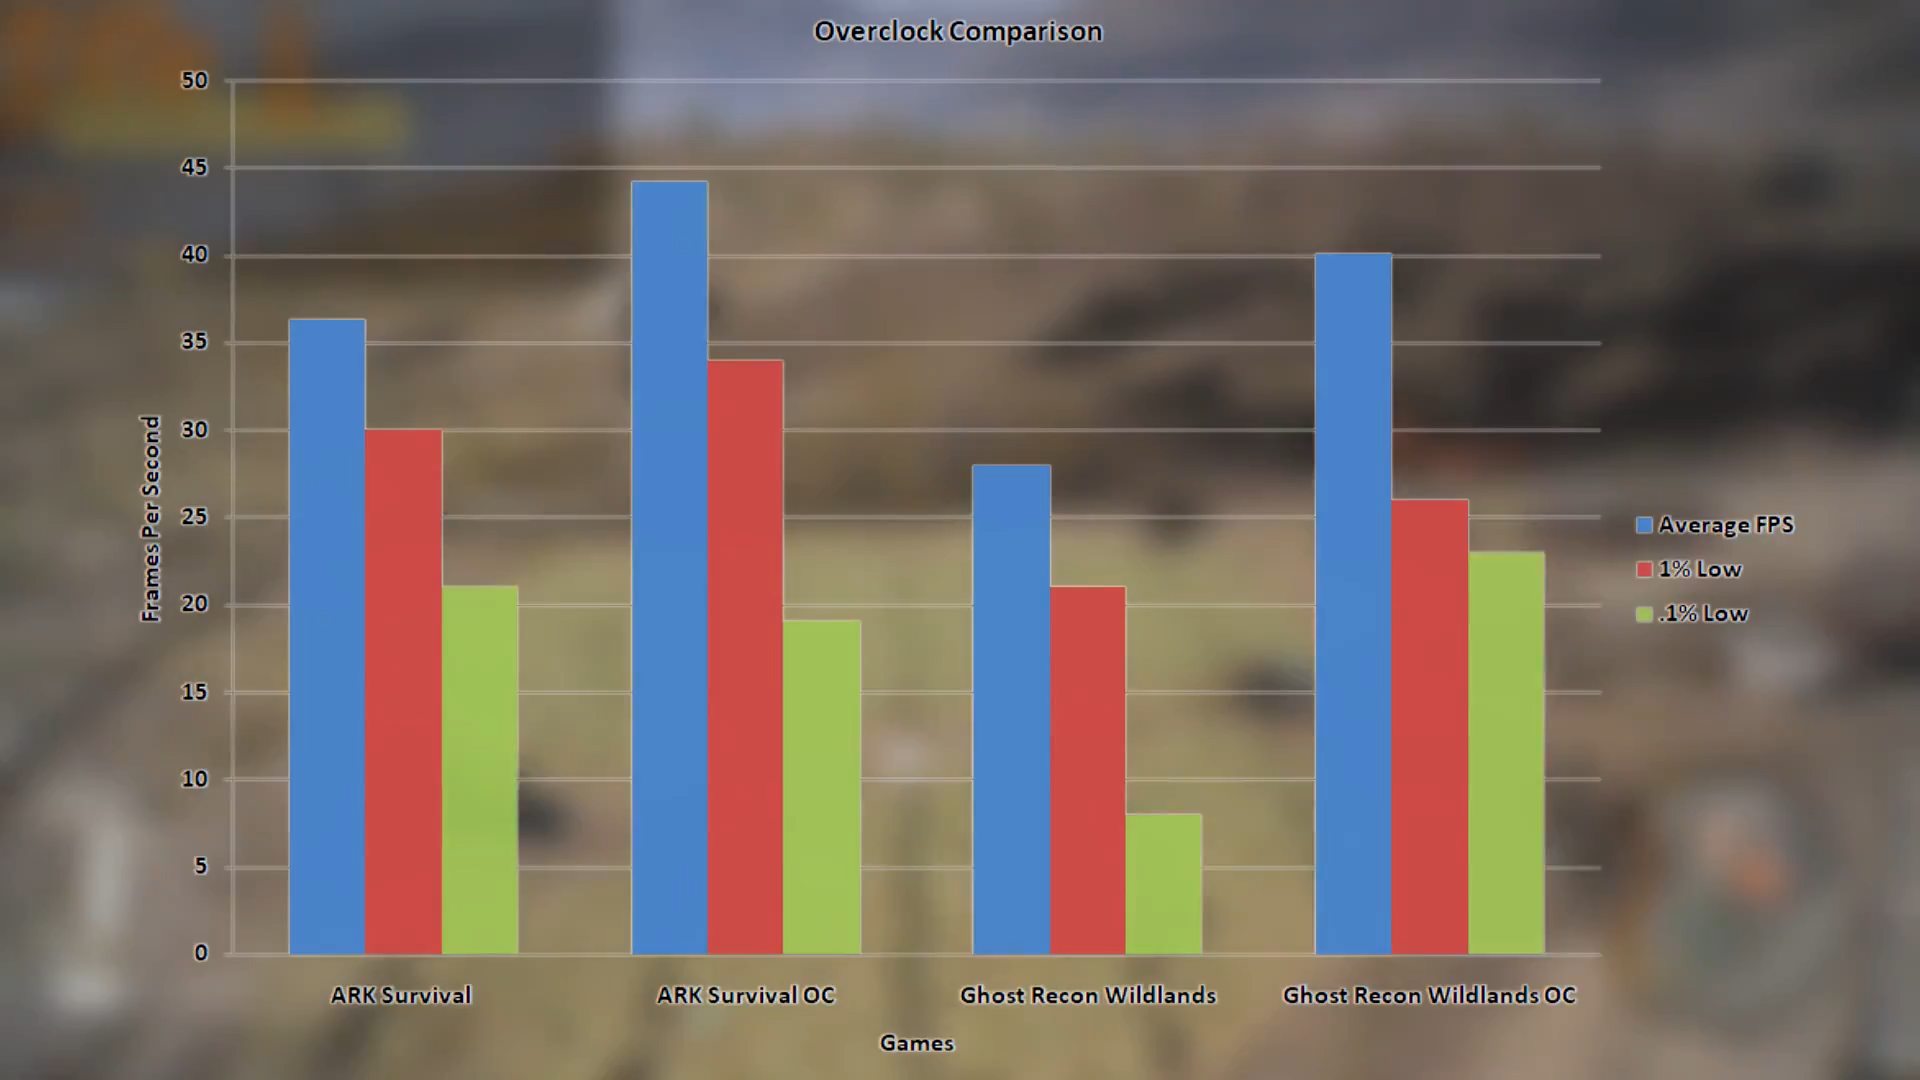 Overclock Comparison
50
45
40
35
30
25
20
15
10
5
0
Frames Per Second
ARK Survival
ARK Survival OC
Ghost Recon Wildlands
Ghost Recon Wildlands OC
Games
Average FPS
1% Low
.1% Low